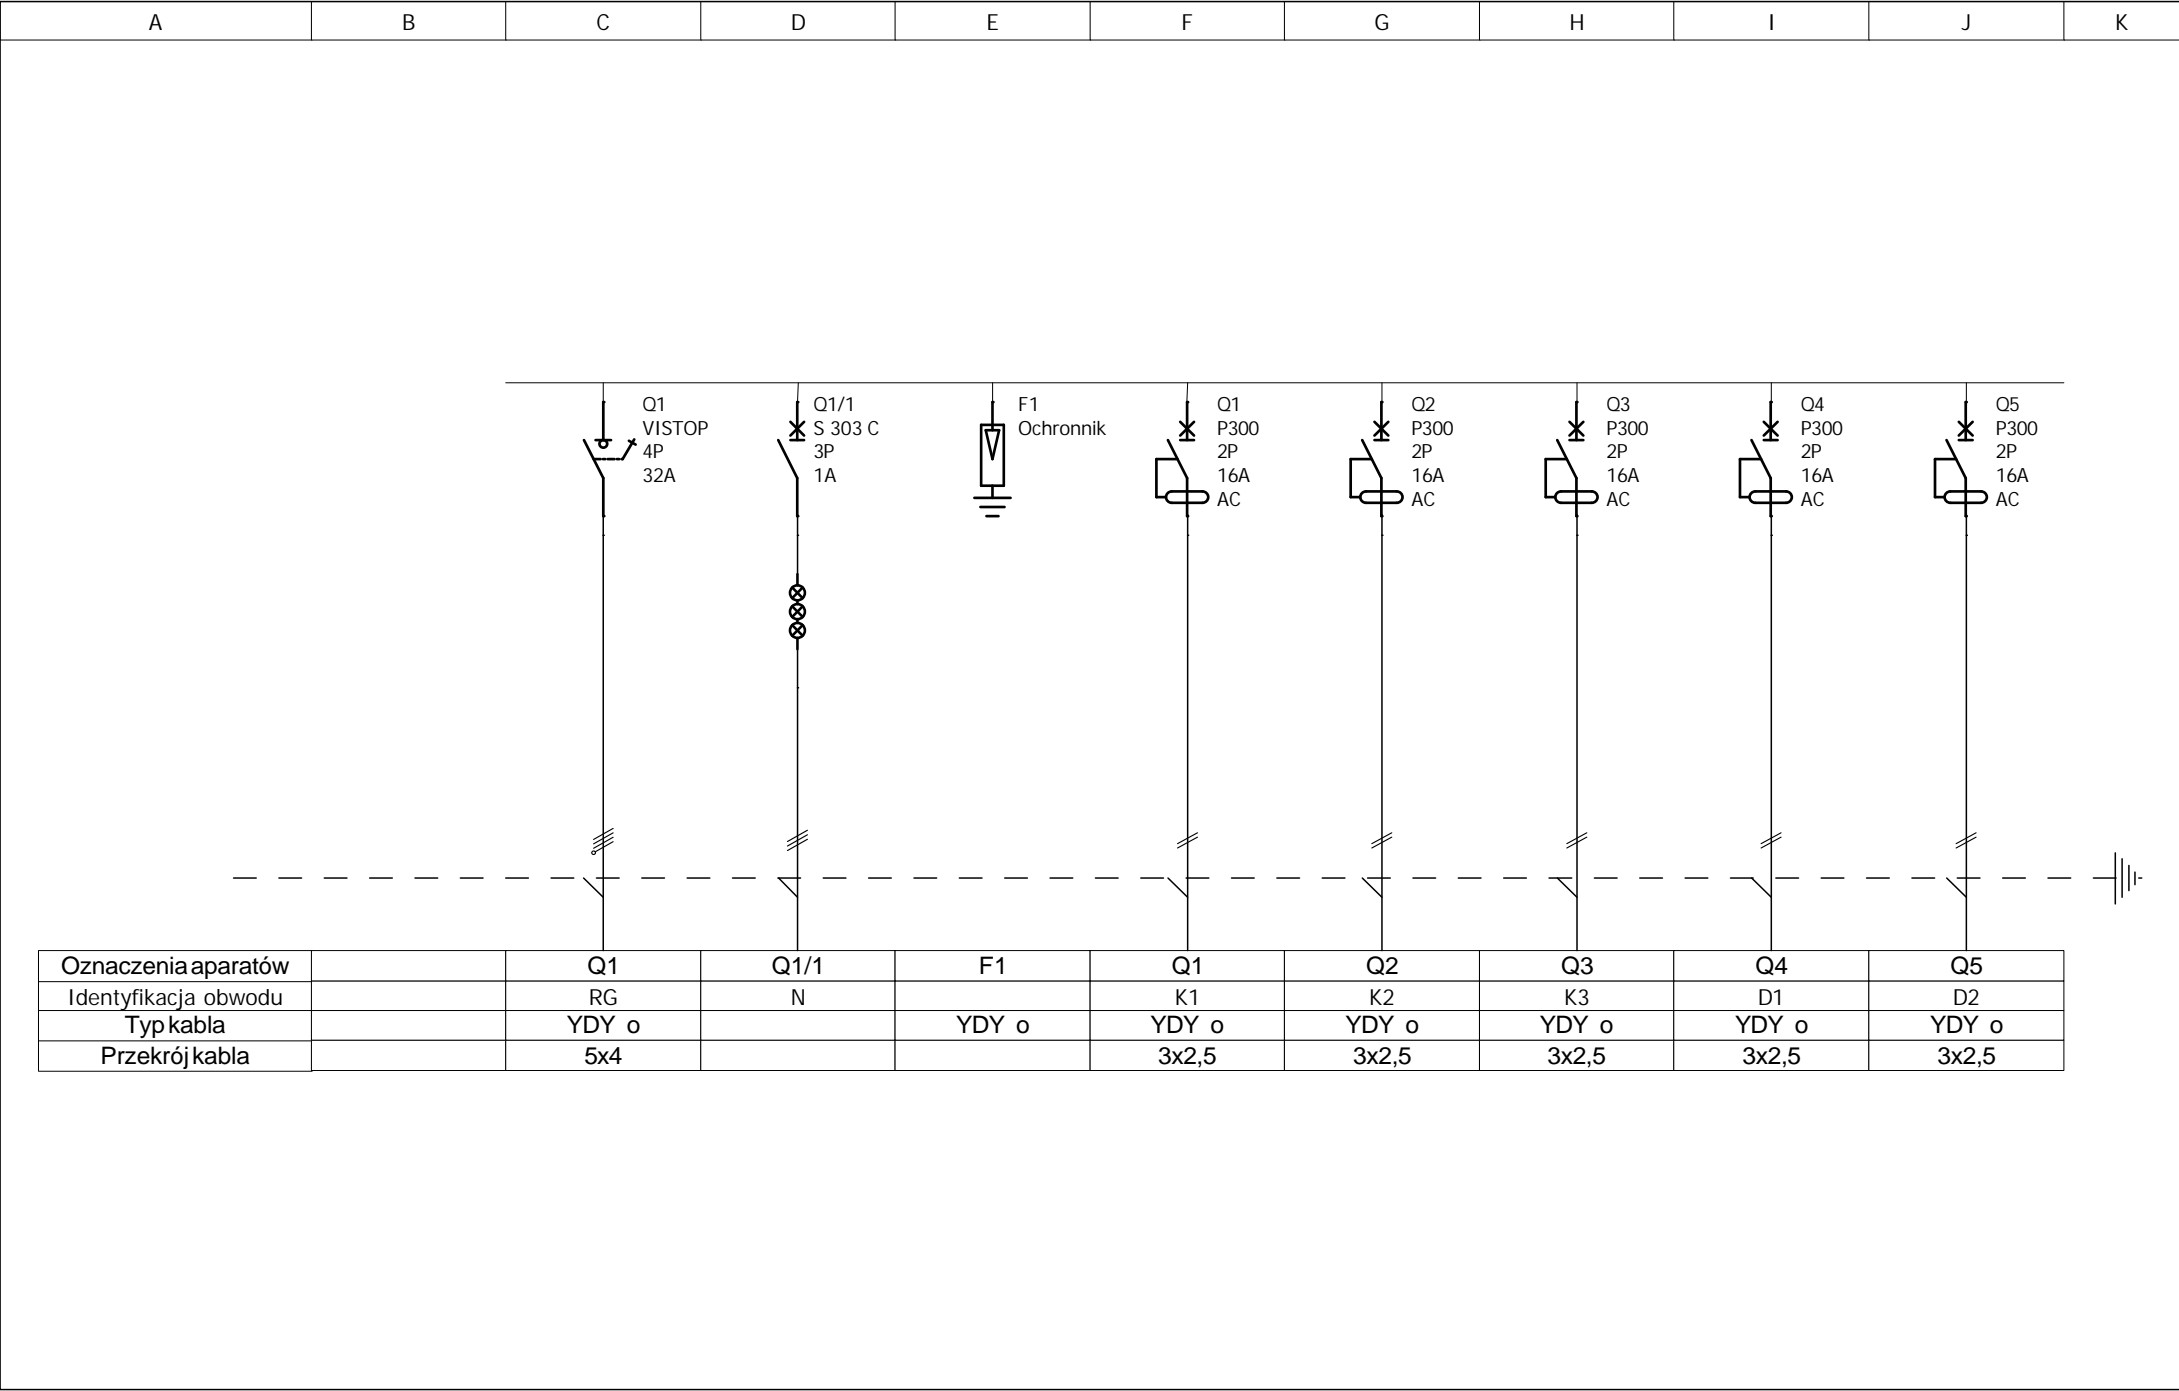 A B C D E F G H I J K
Q1 Q1/1 F1 Q1 Q2 Q3 Q4 Q5
VISTOP S 303 C Ochronnik P300 P300 P300 P300 P300
4P 3P 2P 2P 2P 2P 2P
32A 1A 16A 16A 16A 16A 16A
AC AC AC AC AC
Oznaczenia aparatów Q1 Q1/1 F1 Q1 Q2 Q3 Q4 Q5
Identyfikacja obwodu RG N K1 K2 K3 D1 D2
Typ kabla YDY o YDY o YDY o YDY o YDY o YDY o YDY o
Przekrój kabla 5x4 3x2,5 3x2,5 3x2,5 3x2,5 3x2,5